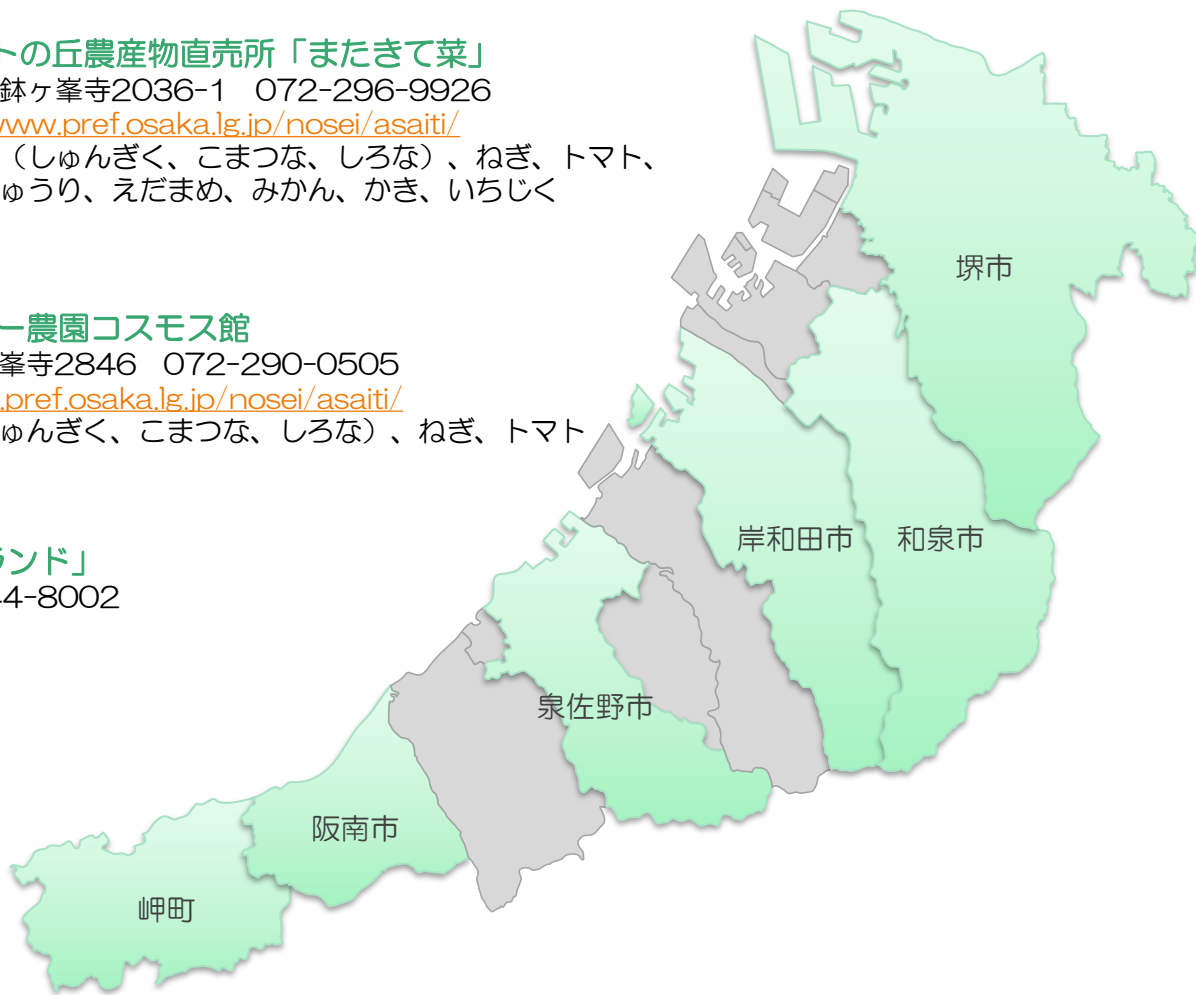 トの丘農産物直売所「またきて菜」
鉢ヶ峯寺2036-1　072-296-9926
www.pref.osaka.lg.jp/nosei/asaiti/
（しゅんぎく、こまつな、しろな）、ねぎ、トマト、
ゅうり、えだまめ、みかん、かき、いちじく
ー農園コスモス館
峯寺2846　072-290-0505
.pref.osaka.lg.jp/nosei/asaiti/
ゅんぎく、こまつな、しろな）、ねぎ、トマト
ランド」
4-8002
堺市
岸和田市
和泉市
泉佐野市
阪南市
岬町